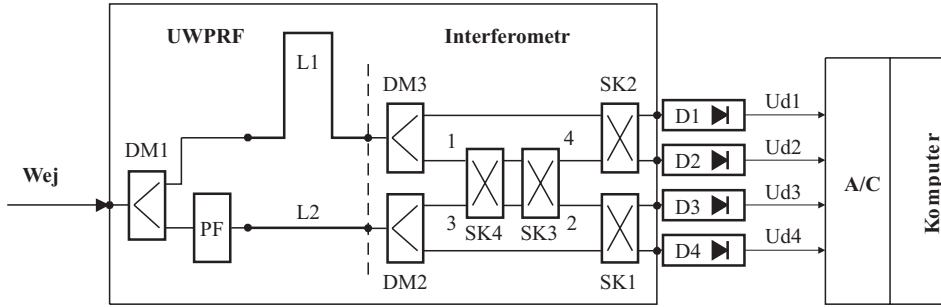 UWPRF
Interferometr
L1
DM3
SK2
D1
Ud1
DM1
1
4
D2
Ud2
Wej
A/C
Komputer
PF
L2
3
SK4
SK3
2
D3
Ud3
DM2
SK1
D4
Ud4